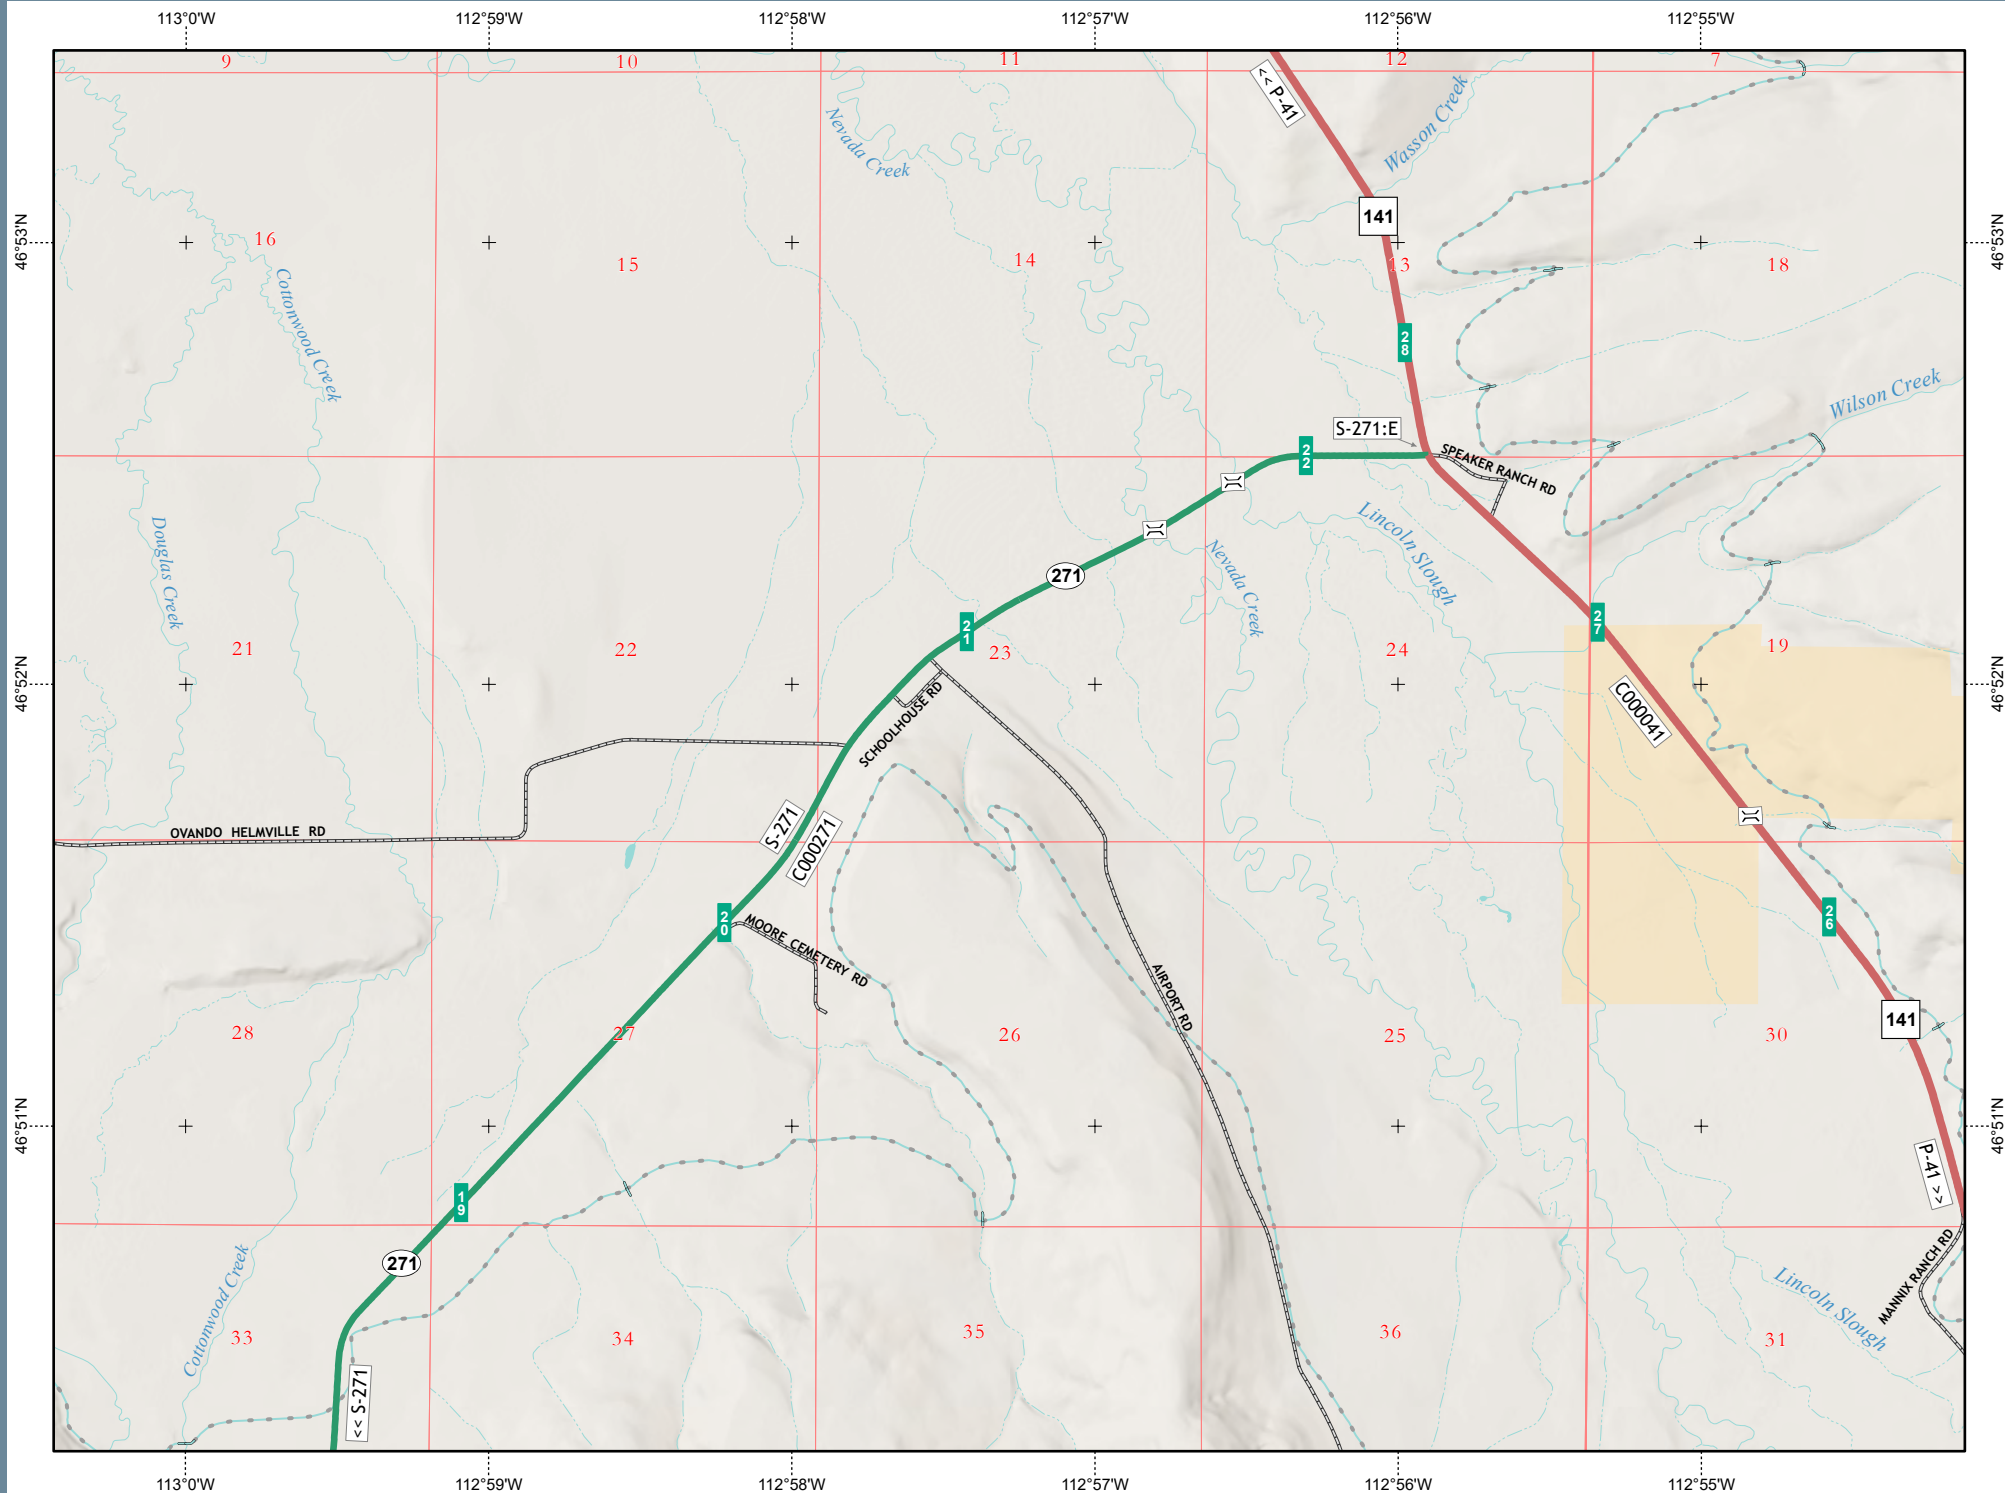 113°0'W
112°59'W
112°58'W
112°57'W
112°56'W
112°55'W
9
10
11
12
7
<< P-41
Wasson Creek
Nevada Creek
141
46°53'N
46°53'N
16
15
14
13
18
Cottonwood Creek
28
Wilson Creek
S-271:E
22
SPEAKER RANCH RD
Lincoln Slough
Douglas Creek
Nevada Creek
271
27
21
21
22
23
24
19
46°52'N
46°52'N
SCHOOLHOUSE RD
C000041
S-271
C000271
OVANDO HELMVILLE RD
20
26
MOORE CEMETERY RD
AIRPORT RD
141
28
27
26
25
30
46°51'N
46°51'N
P-41 >>
19
271
MANNIX RANCH RD
Cottonwood Creek
Lincoln Slough
33
34
35
36
31
<< S-271
113°0'W
112°59'W
112°58'W
112°57'W
112°56'W
112°55'W